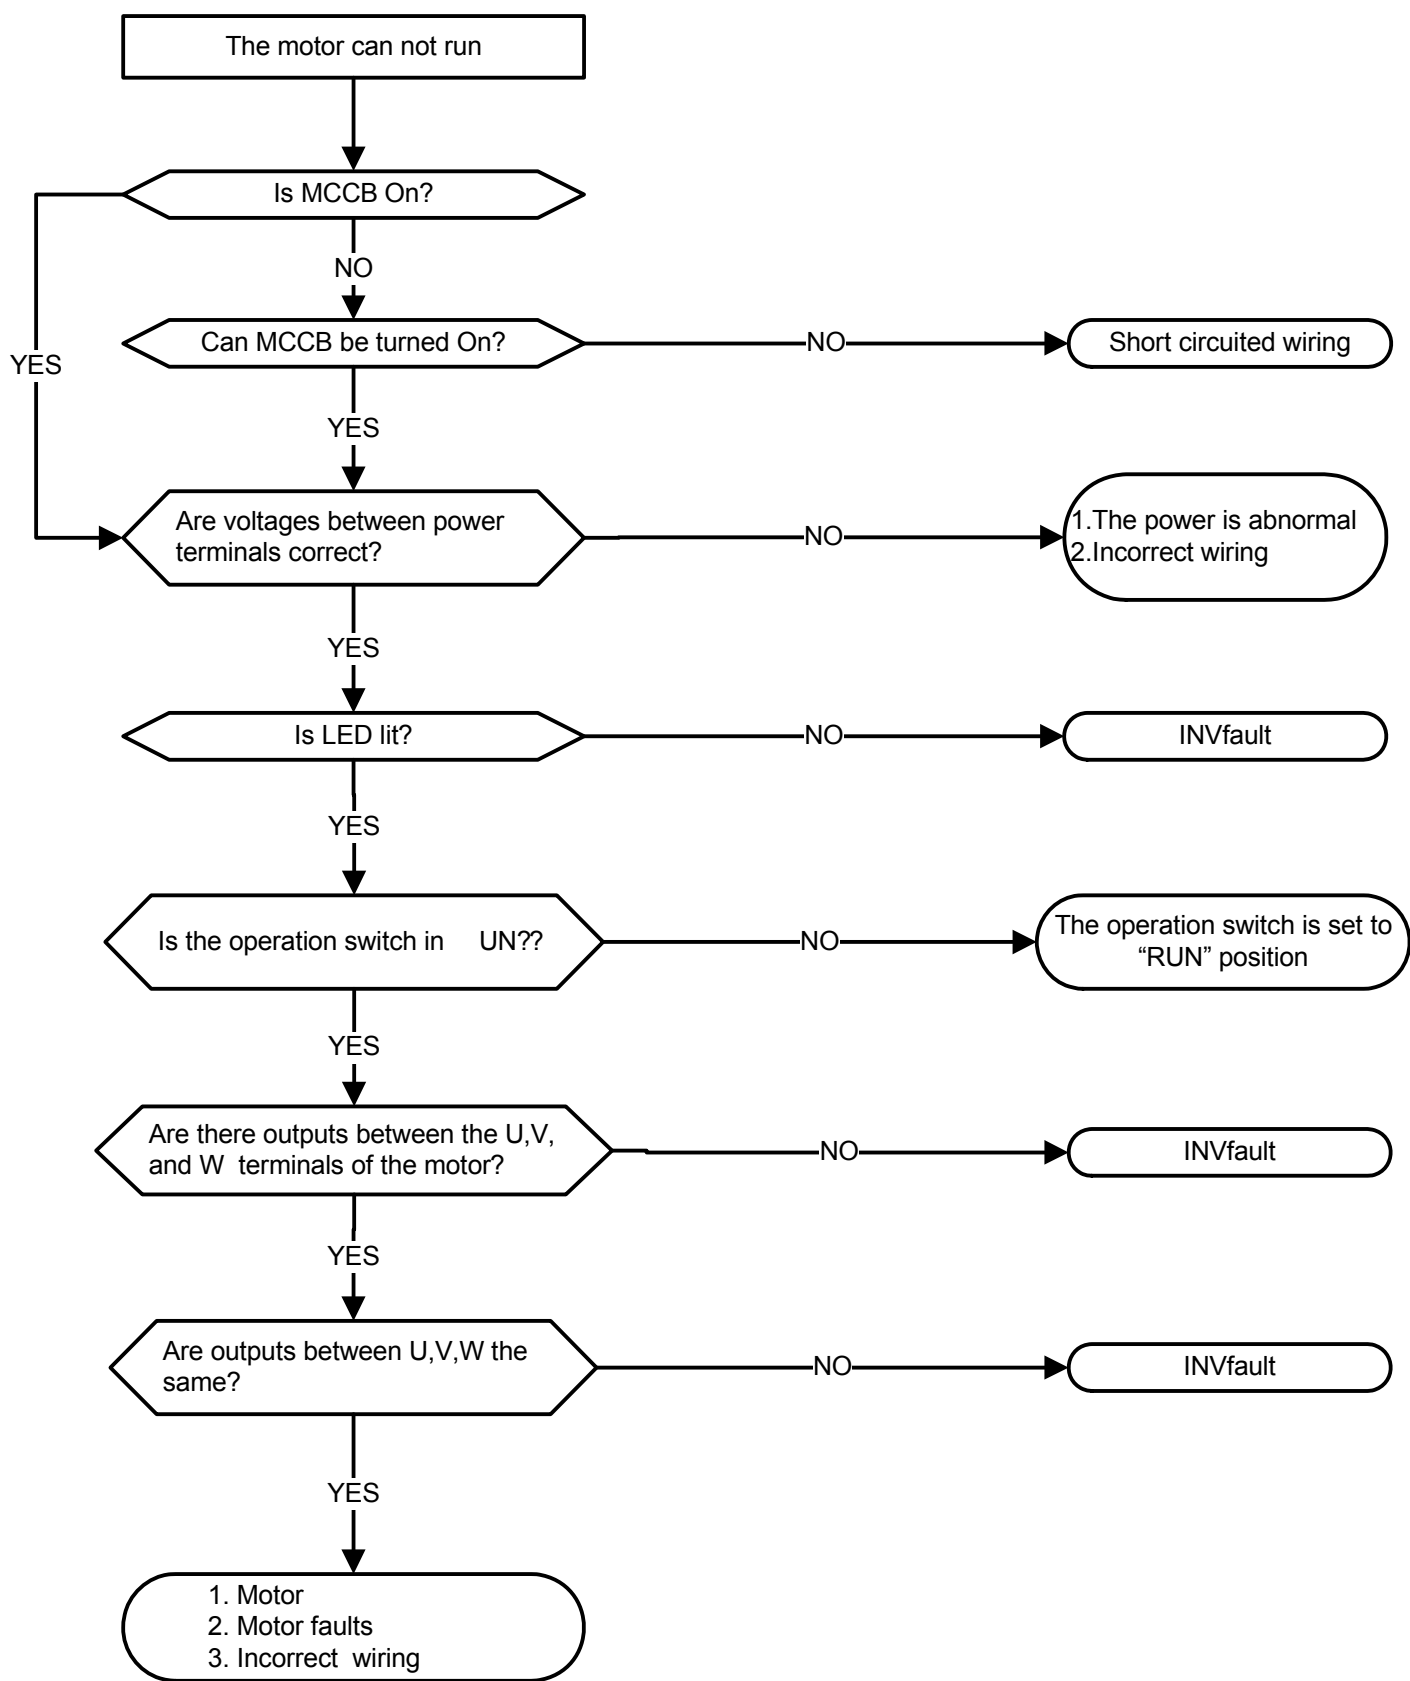 The motor can not run
Is MCCB On?
NO
Can MCCB be turned On?
NO
Short circuited wiring
YES
YES
Are voltages between power
terminals correct?
NO
1.The power is abnormal
2.Incorrect wiring
YES
Is LED lit?
NO
INVfault
YES
Is the operation switch in UN??
NO
The operation switch is set to
“RUN” position
YES
Are there outputs between the U,V,
and W terminals of the motor?
NO
INVfault
YES
Are outputs between U,V,W the
same?
NO
INVfault
YES
1. Motor
2. Motor faults
3. Incorrect wiring